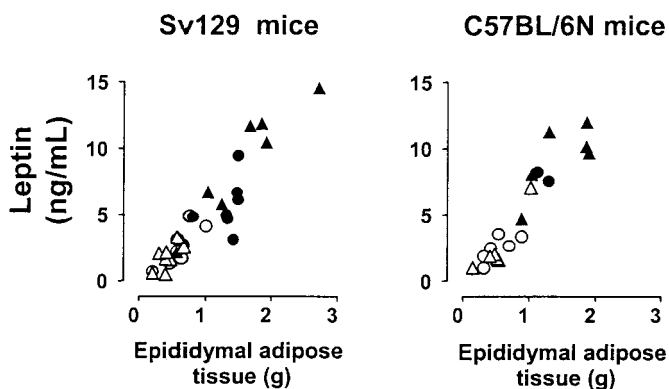 Sv129 mice
C57BL/6N mice
Leptin
(ng/mL)
15
10
5
0
0 1 2 3
Epididymal adipose
tissue (g)
15
10
5
0
0 1 2 3
Epididymal adipose
tissue (g)